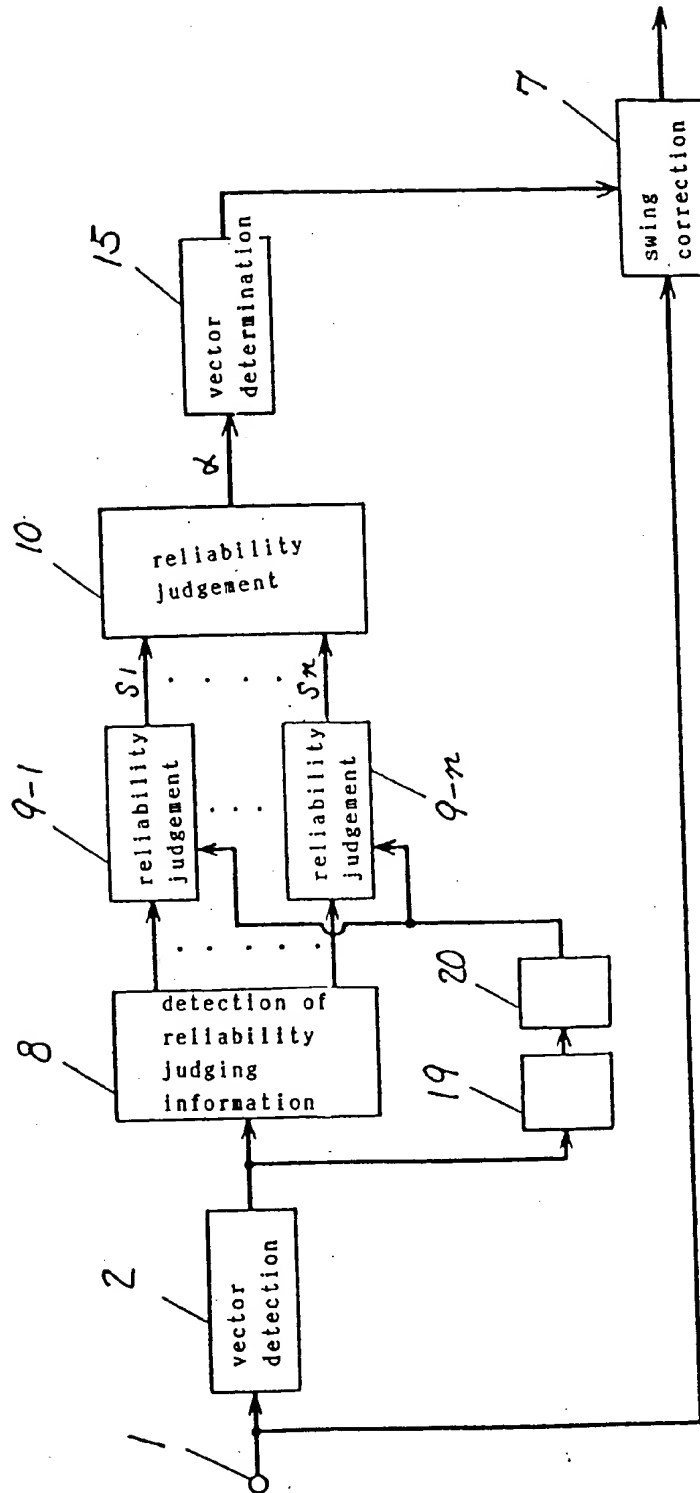 1
2
vector
detection
8
detection of
reliability
judging
information
19
20
9-1
reliability
judgement
9-n
reliability
judgement
S1
Sn
10
reliability
judgement
α
15
vector
determination
7
swing
correction